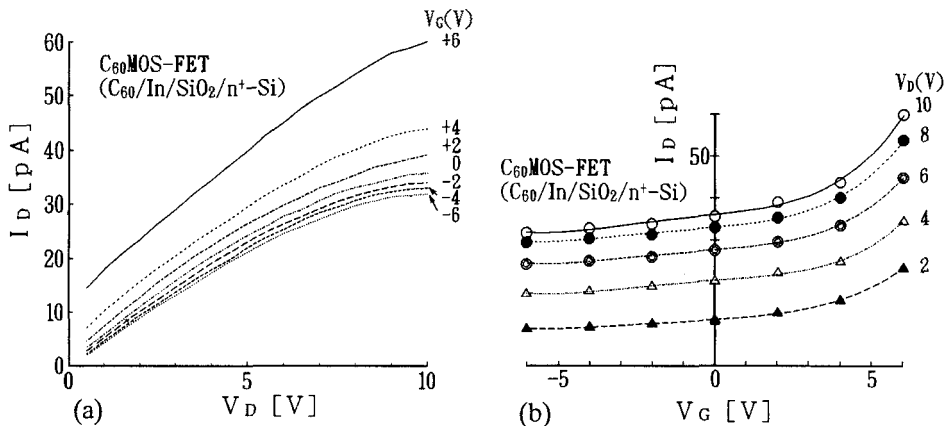 V_G(V)
+6
+4
+2
0
-2
-4
-6
60
50
40
30
20
10
0
I_D [pA]
C₆₀MOS-FET
(C₆₀/In/SiO₂/n⁺-Si)
0
5
10
V_D [V]
(a)
V_D(V)
10
8
6
4
2
I_D [pA]
50
C₆₀MOS-FET
(C₆₀/In/SiO₂/n⁺-Si)
-5
0
5
V_G [V]
(b)